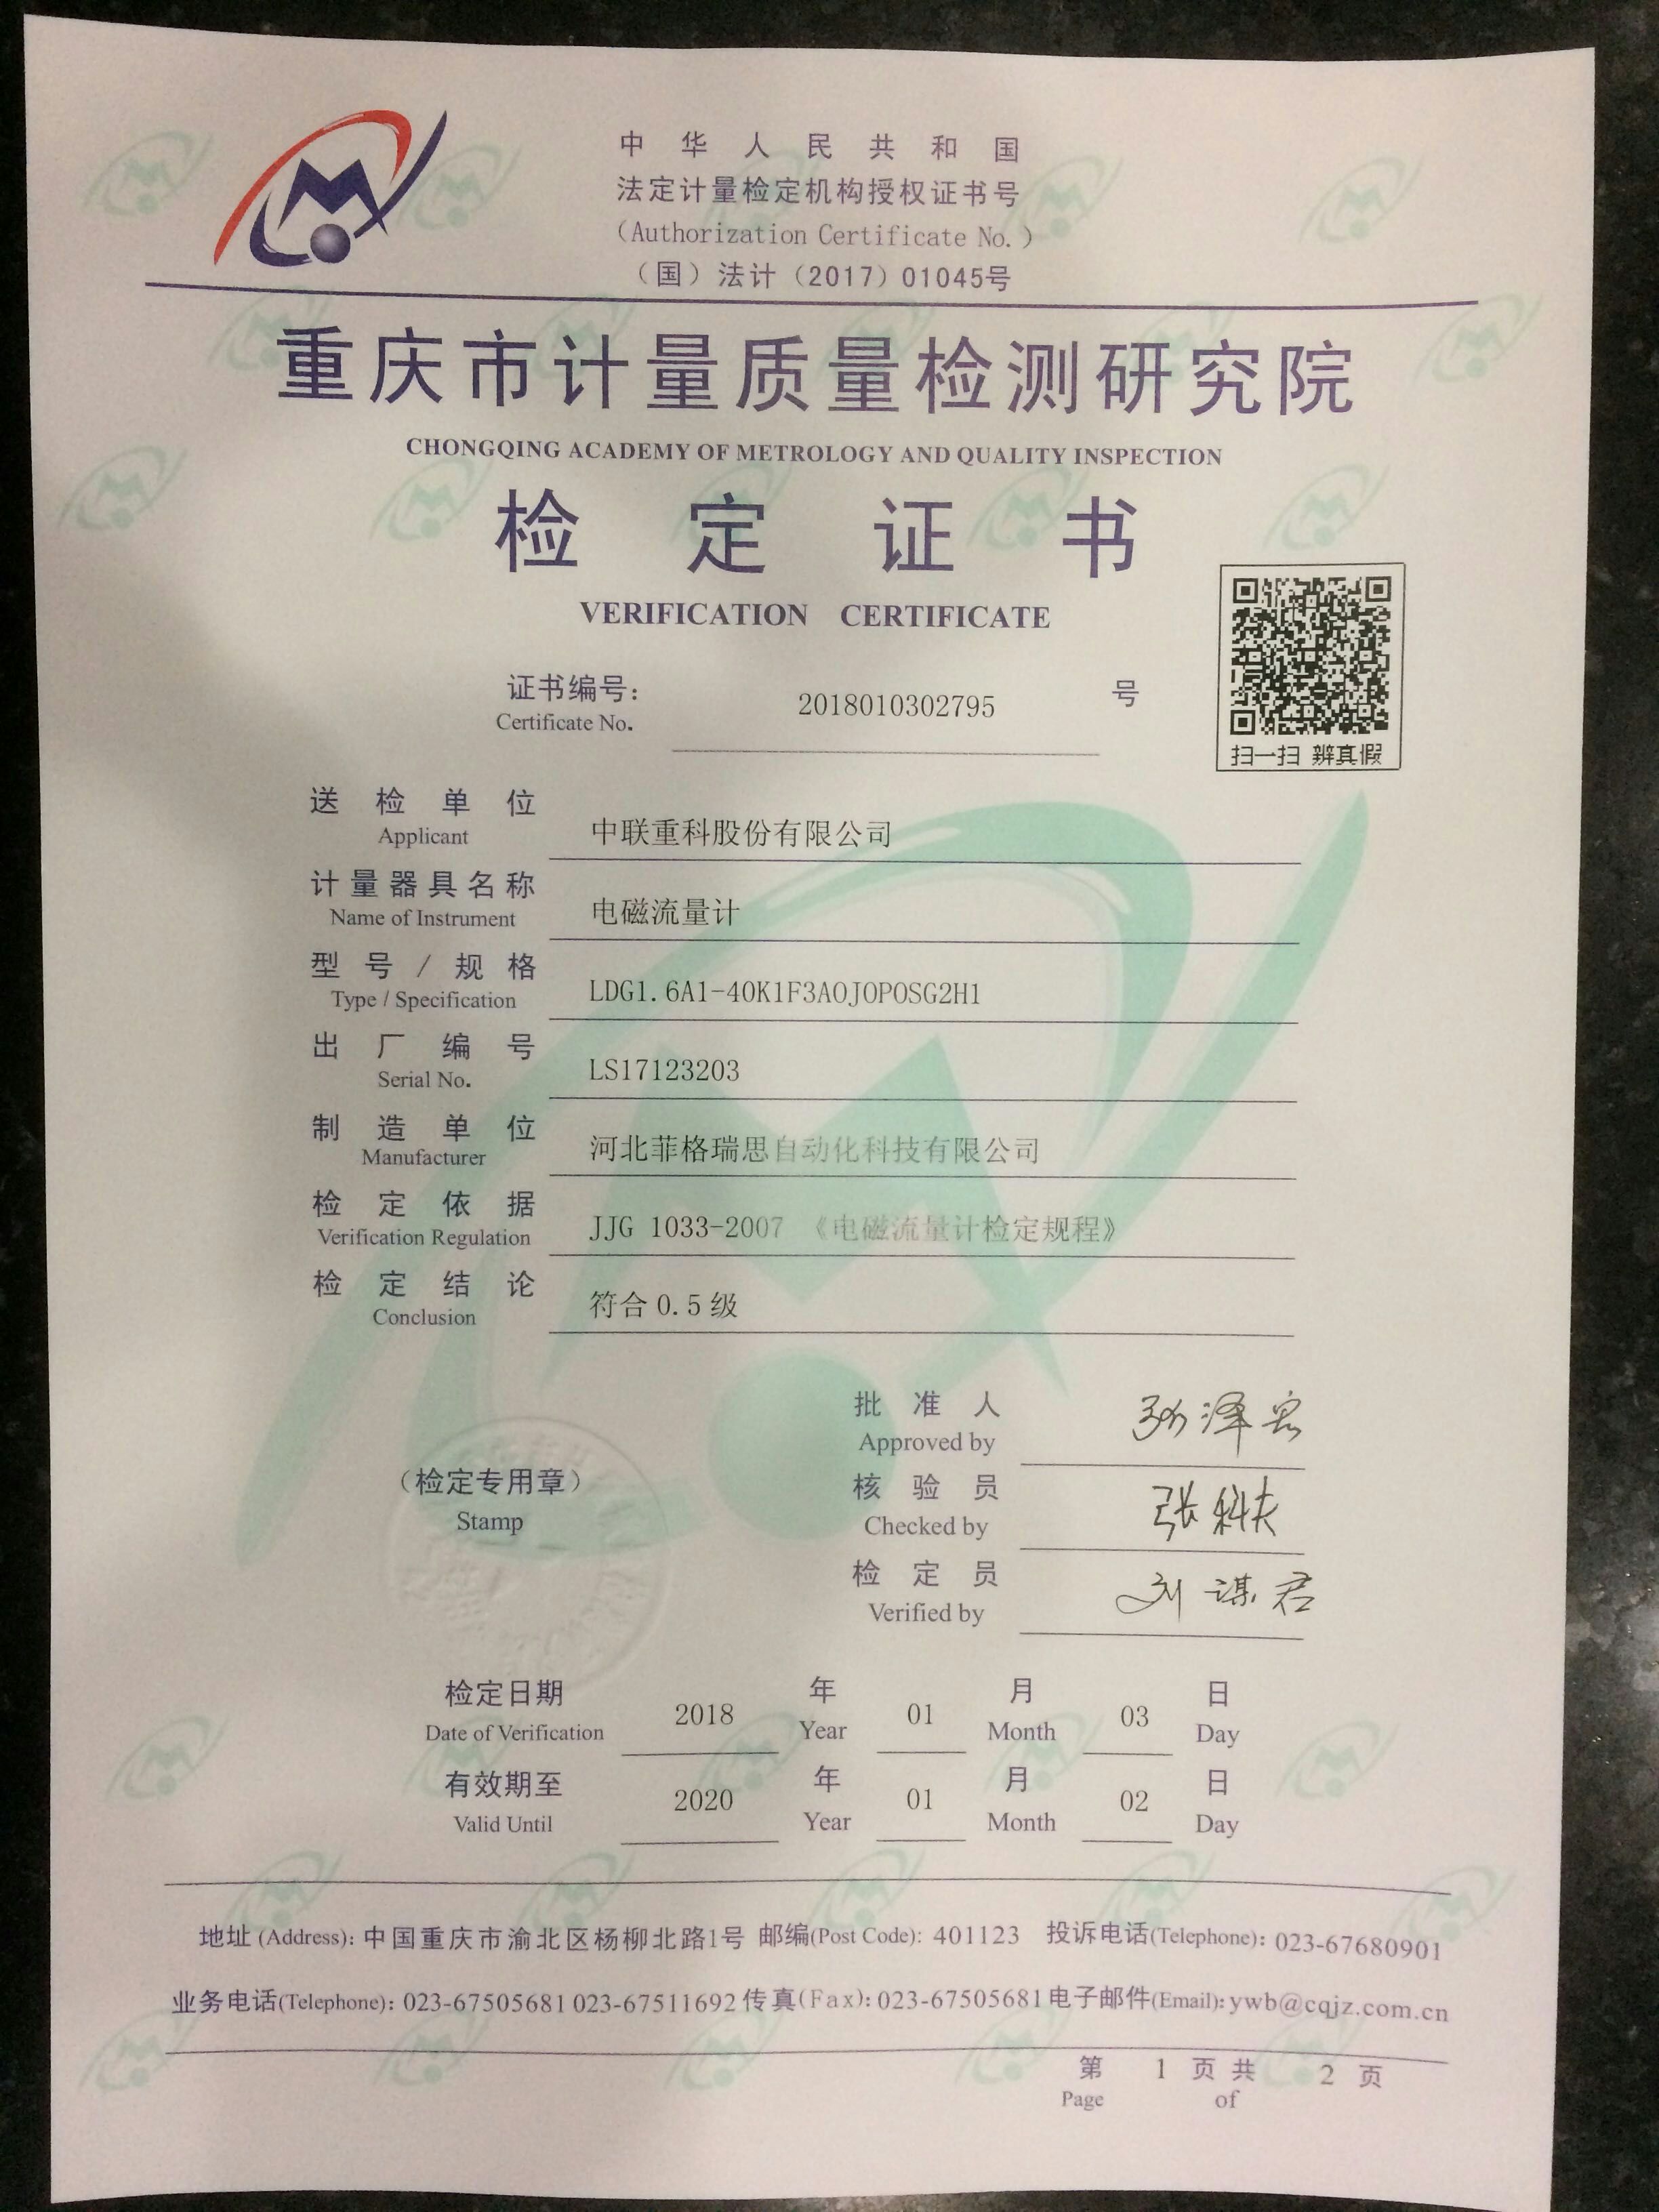 中华人民共和国
法定计量检定机构授权证书号
(Authorization Certificate No.)
（国）法计（2017）01045号
重庆市计量质量检测研究院
CHONGQING ACADEMY OF METROLOGY AND QUALITY INSPECTION
检定证书
VERIFICATION CERTIFICATE
扫一扫 辨真假
证书编号： 2018010302795 号
Certificate No.
送检单位 中联重科股份有限公司
Applicant
计量器具名称 电磁流量计
Name of Instrument
型号/规格 LDG1.6A1-40K1F3A0J0P0SG2H1
Type / Specification
出厂编号 LS17123203
Serial No.
制造单位 河北菲格瑞思自动化科技有限公司
Manufacturer
检定依据 JJG 1033-2007 《电磁流量计检定规程》
Verification Regulation
检定结论 符合0.5级
Conclusion
批准人
Approved by
（检定专用章）
Stamp
核验员 张科夫
Checked by
检定员 刘谋君
Verified by
检定日期 2018 年 01 月 03 日
Date of Verification Year Month Day
有效期至 2020 年 01 月 02 日
Valid Until Year Month Day
地址(Address): 中国重庆市渝北区杨柳北路1号 邮编(Post Code): 401123 投诉电话(Telephone): 023-67680901
业务电话(Telephone): 023-67505681 023-67511692 传真(Fax): 023-67505681 电子邮件(Email): ywb@cqjz.com.cn
第 1 页 共 2 页
Page of